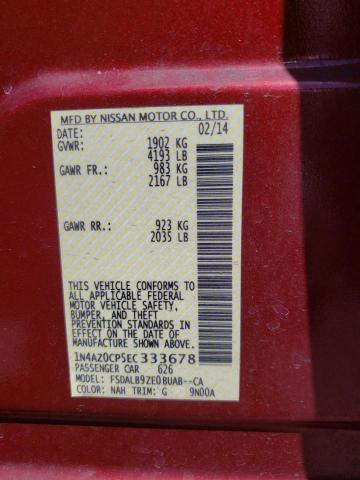 MFD BY NISSAN MOTOR CO., LTD.
DATE: 02/14
GVWR: 1902 KG
4193 LB
GAWR FR: 983 KG
2167 LB
GAWR RR: 923 KG
2035 LB
THIS VEHICLE CONFORMS TO
ALL APPLICABLE FEDERAL
MOTOR VEHICLE SAFETY,
BUMPER, AND THEFT
PREVENTION STANDARDS IN
EFFECT ON THE DATE OF
MANUFACTURE SHOWN ABOVE.
1N4AZ0CP5EC333678
PASSENGER CAR 626
MODEL: FSDALB9ZE0BUAB--CA
COLOR: NAH TRIM: G 9N00A